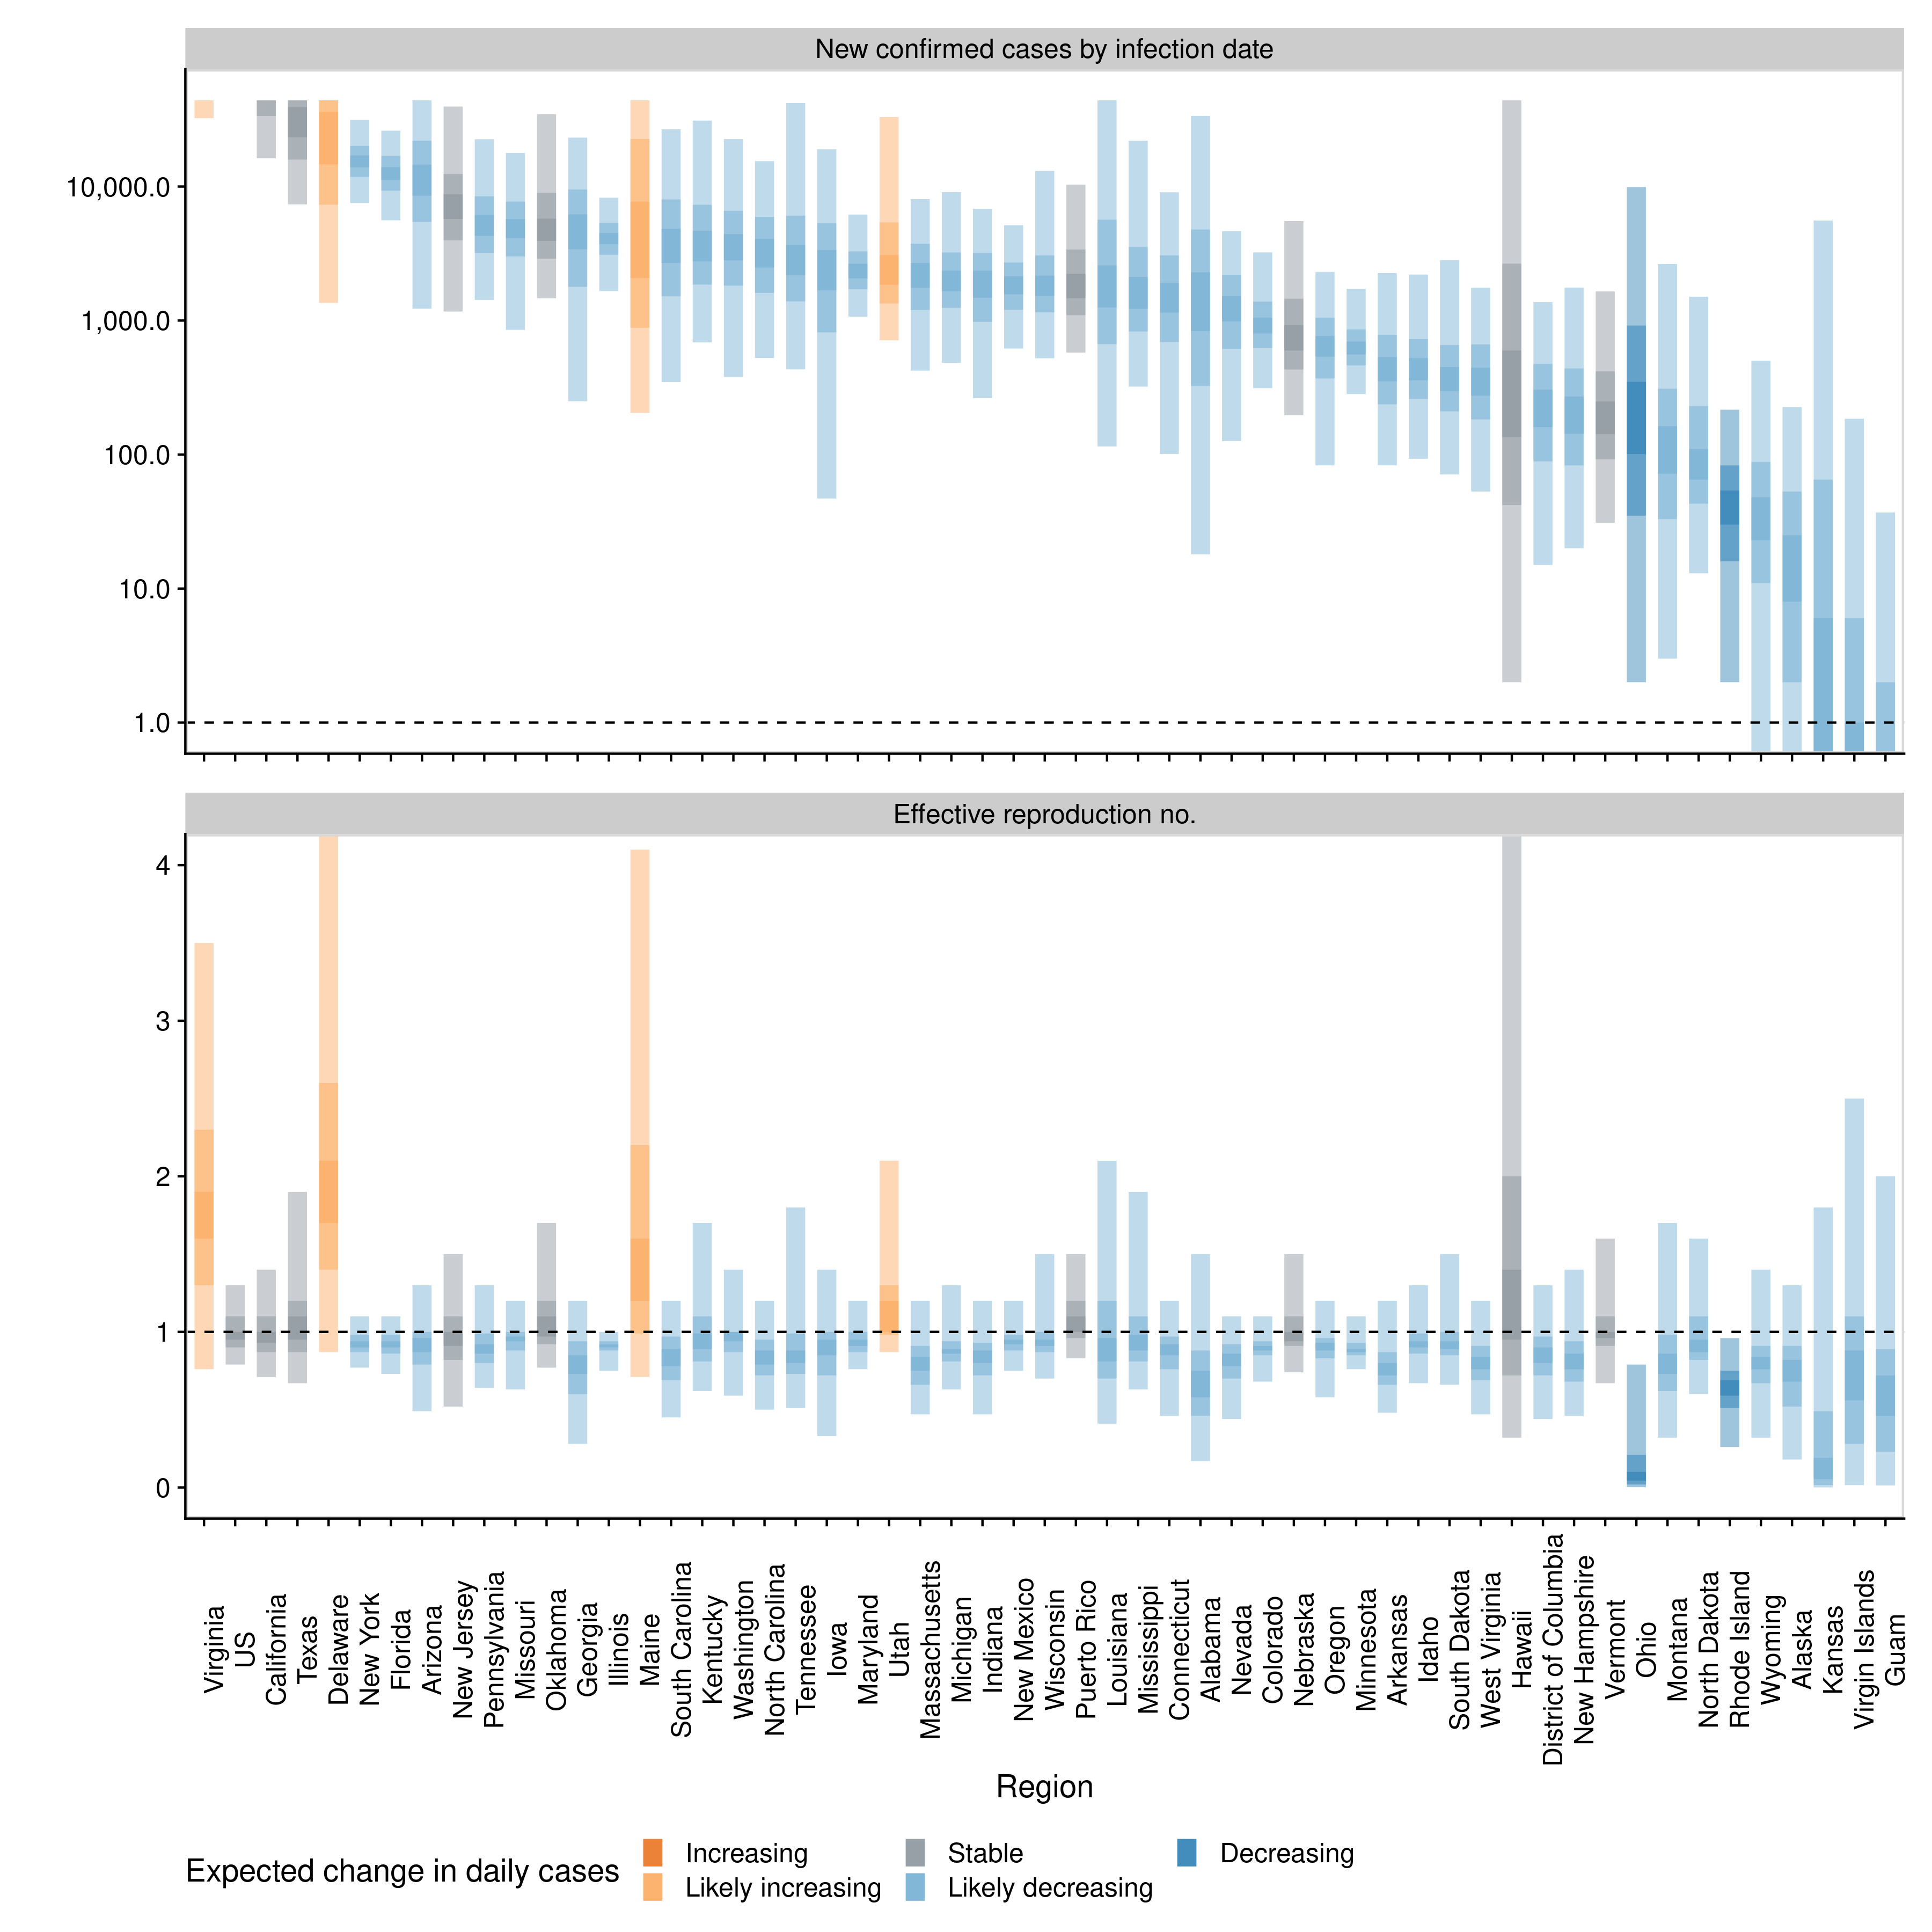 New confirmed cases by infection date
10,000.0
1,000.0
100.0
10.0
1.0
Effective reproduction no.
4
3
2
1
0
Virginia
US
California
Texas
Delaware
New York
Florida
Arizona
New Jersey
Pennsylvania
Missouri
Oklahoma
Georgia
Illinois
Maine
South Carolina
Kentucky
Washington
North Carolina
Tennessee
Iowa
Maryland
Utah
Massachusetts
Michigan
Indiana
New Mexico
Wisconsin
Puerto Rico
Louisiana
Mississippi
Connecticut
Alabama
Nevada
Colorado
Nebraska
Oregon
Minnesota
Arkansas
Idaho
South Dakota
West Virginia
Hawaii
District of Columbia
New Hampshire
Vermont
Ohio
Montana
North Dakota
Rhode Island
Wyoming
Alaska
Kansas
Virgin Islands
Guam
Region
Expected change in daily cases
Increasing
Likely increasing
Stable
Likely decreasing
Decreasing